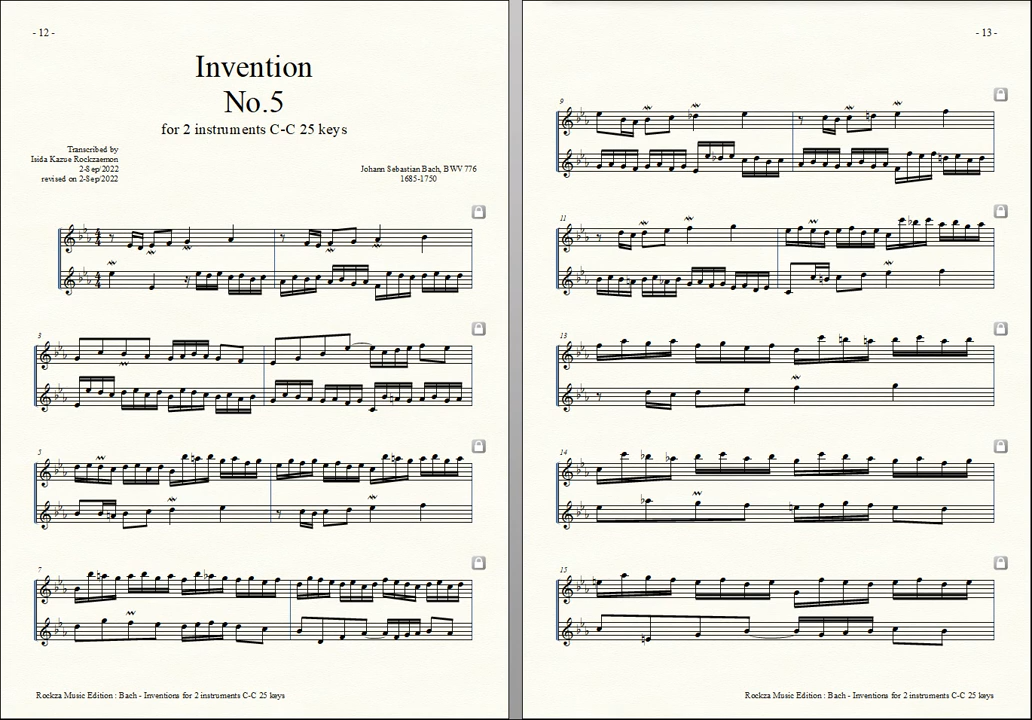 - 12 -
Invention
No.5
for 2 instruments C-C 25 keys
Transcribed by
Isida Kazue Rockzaemon
2-Sep/2022
revised on 2-Sep/2022
Johann Sebastian Bach, BWV 776
1685-1750
3
5
7
Rockza Music Edition : Bach - Inventions for 2 instruments C-C 25 keys
- 13 -
9
11
13
14
15
Rockza Music Edition : Bach - Inventions for 2 instruments C-C 25 keys